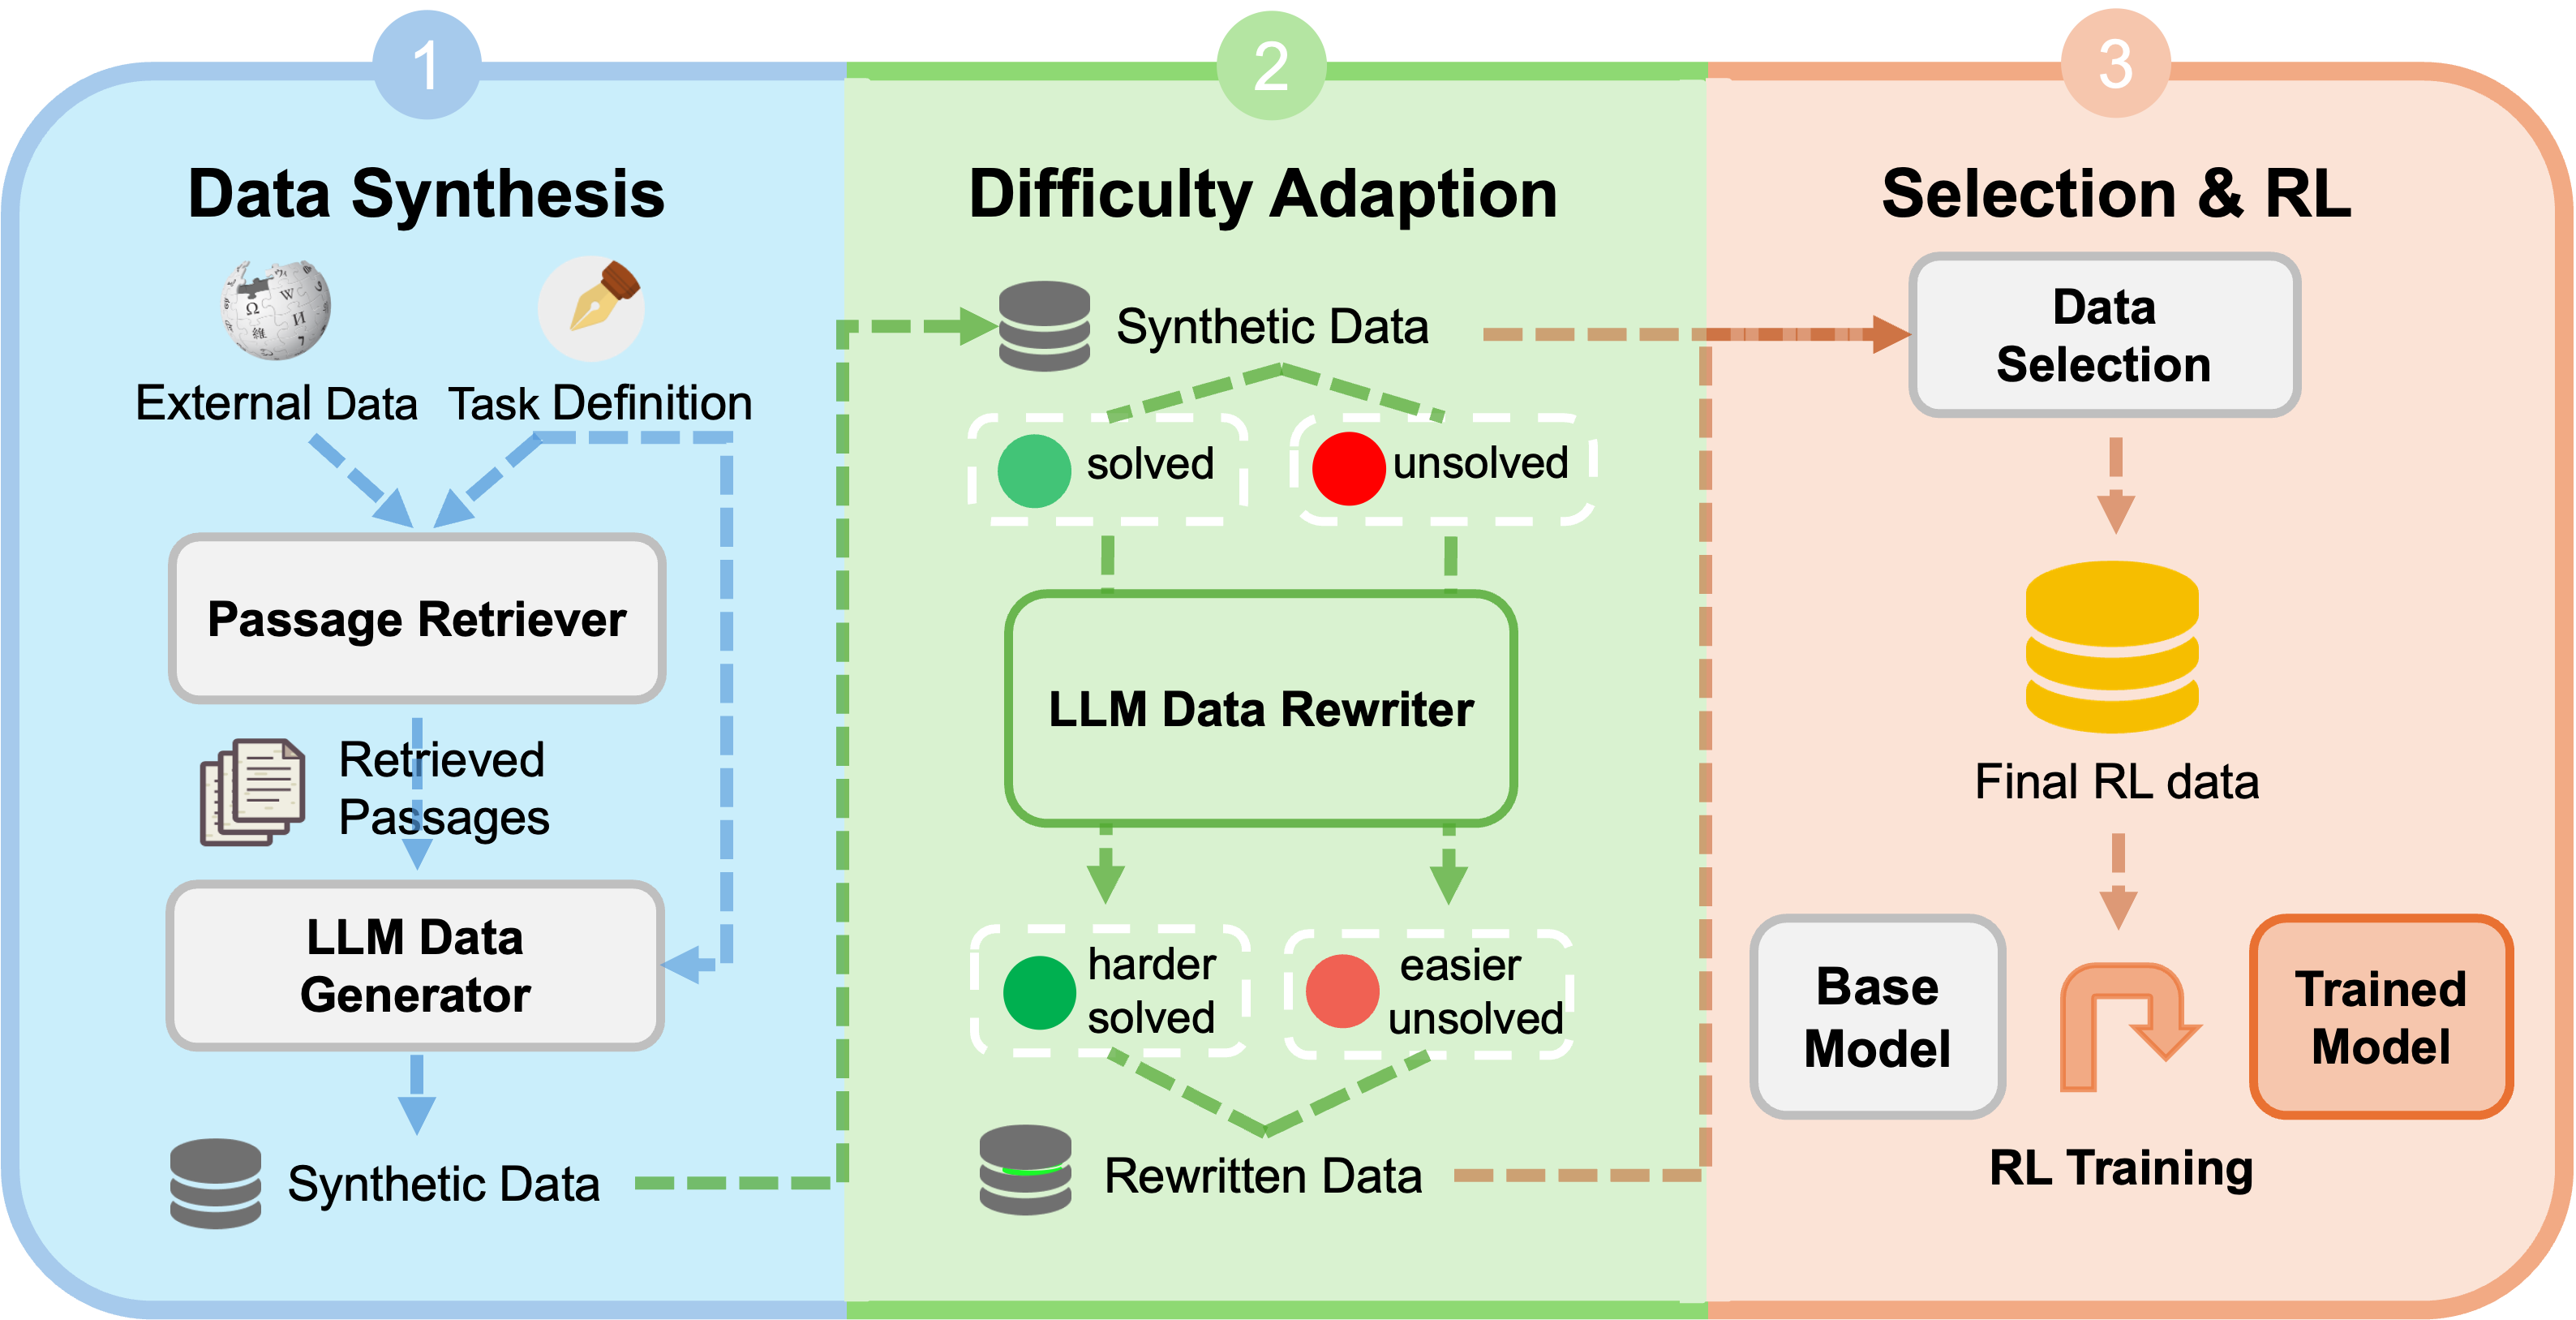 1
Data Synthesis
External Data
Task Definition
Passage Retriever
Retrieved
Passages
LLM Data
Generator
Synthetic Data
2
Difficulty Adaption
Synthetic Data
solved
unsolved
LLM Data Rewriter
harder
solved
easier
unsolved
Rewritten Data
3
Selection & RL
Data
Selection
Final RL data
Base
Model
Trained
Model
RL Training